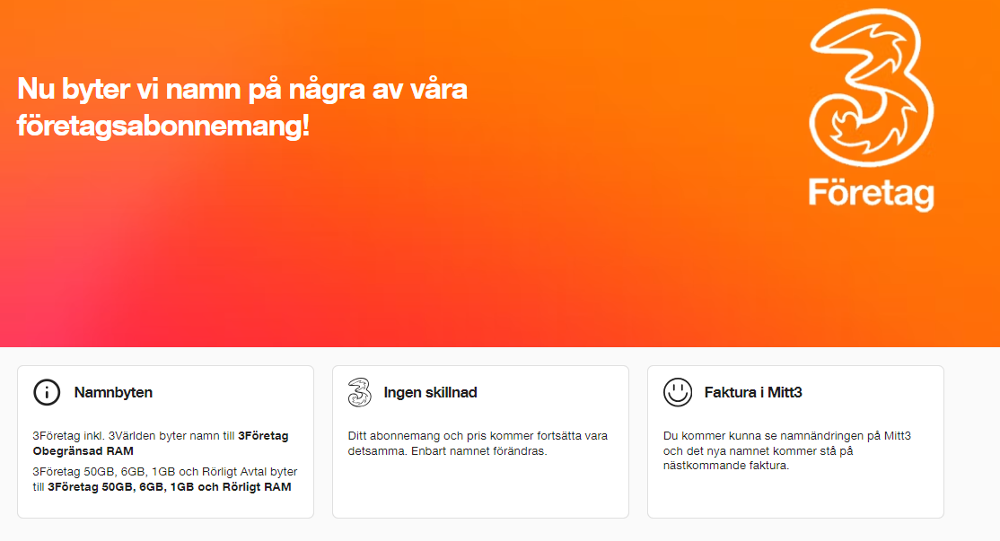 Nu byter vi namn på några av våra
företagsabonnemang!
3
Företag
Namnbyten
3Företag inkl. 3Världen byter namn till 3Företag
Obegränsad RAM
3Företag 50GB, 6GB, 1GB och Rörligt Avtal byter
till 3Företag 50GB, 6GB, 1GB och Rörligt RAM
3
Ingen skillnad
Ditt abonnemang och pris kommer fortsätta vara
detsamma. Enbart namnet förändras.
Faktura i Mitt3
Du kommer kunna se namnändringen på Mitt3
och det nya namnet kommer stå på
nästkommande faktura.